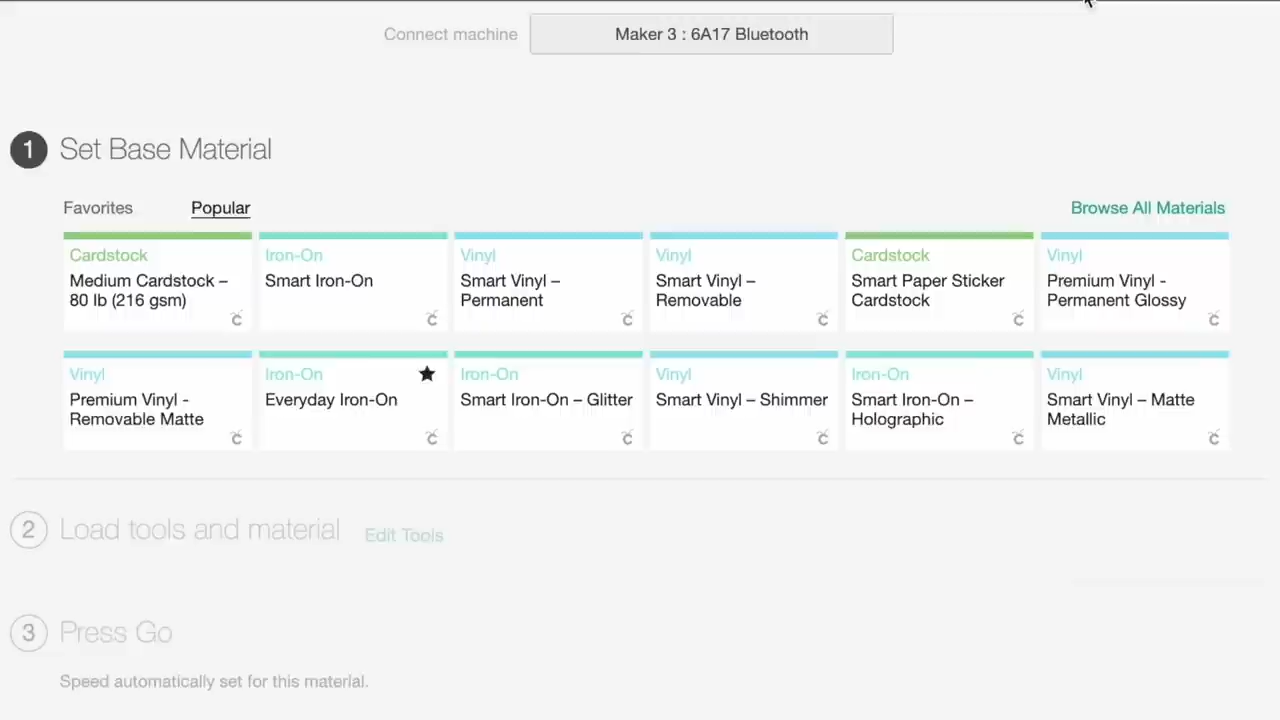 Connect machine
Maker 3 : 6A17 Bluetooth
1 Set Base Material
Favorites Popular Browse All Materials
Cardstock
Medium Cardstock –
80 lb (216 gsm)
Iron-On
Smart Iron-On
Vinyl
Smart Vinyl –
Permanent
Vinyl
Smart Vinyl –
Removable
Cardstock
Smart Paper Sticker
Cardstock
Vinyl
Premium Vinyl -
Permanent Glossy
Vinyl
Premium Vinyl -
Removable Matte
Iron-On
Everyday Iron-On
Iron-On
Smart Iron-On – Glitter
Vinyl
Smart Vinyl – Shimmer
Iron-On
Smart Iron-On –
Holographic
Vinyl
Smart Vinyl – Matte
Metallic
2 Load tools and material Edit Tools
3 Press Go
Speed automatically set for this material.